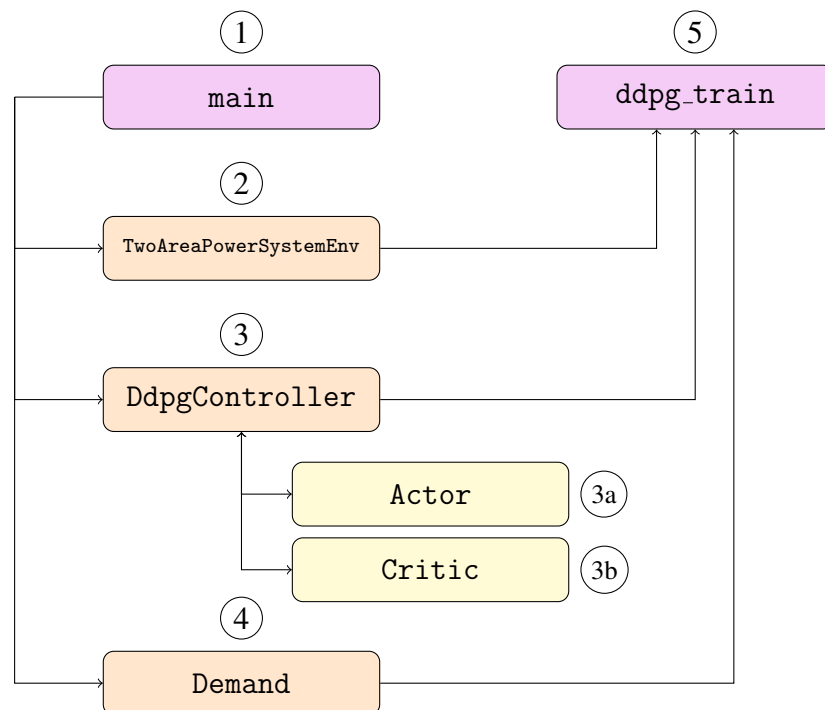 1
main
5
ddpg_train
2
TwoAreaPowerSystemEnv
3
DdpgController
Actor
3a
Critic
3b
4
Demand